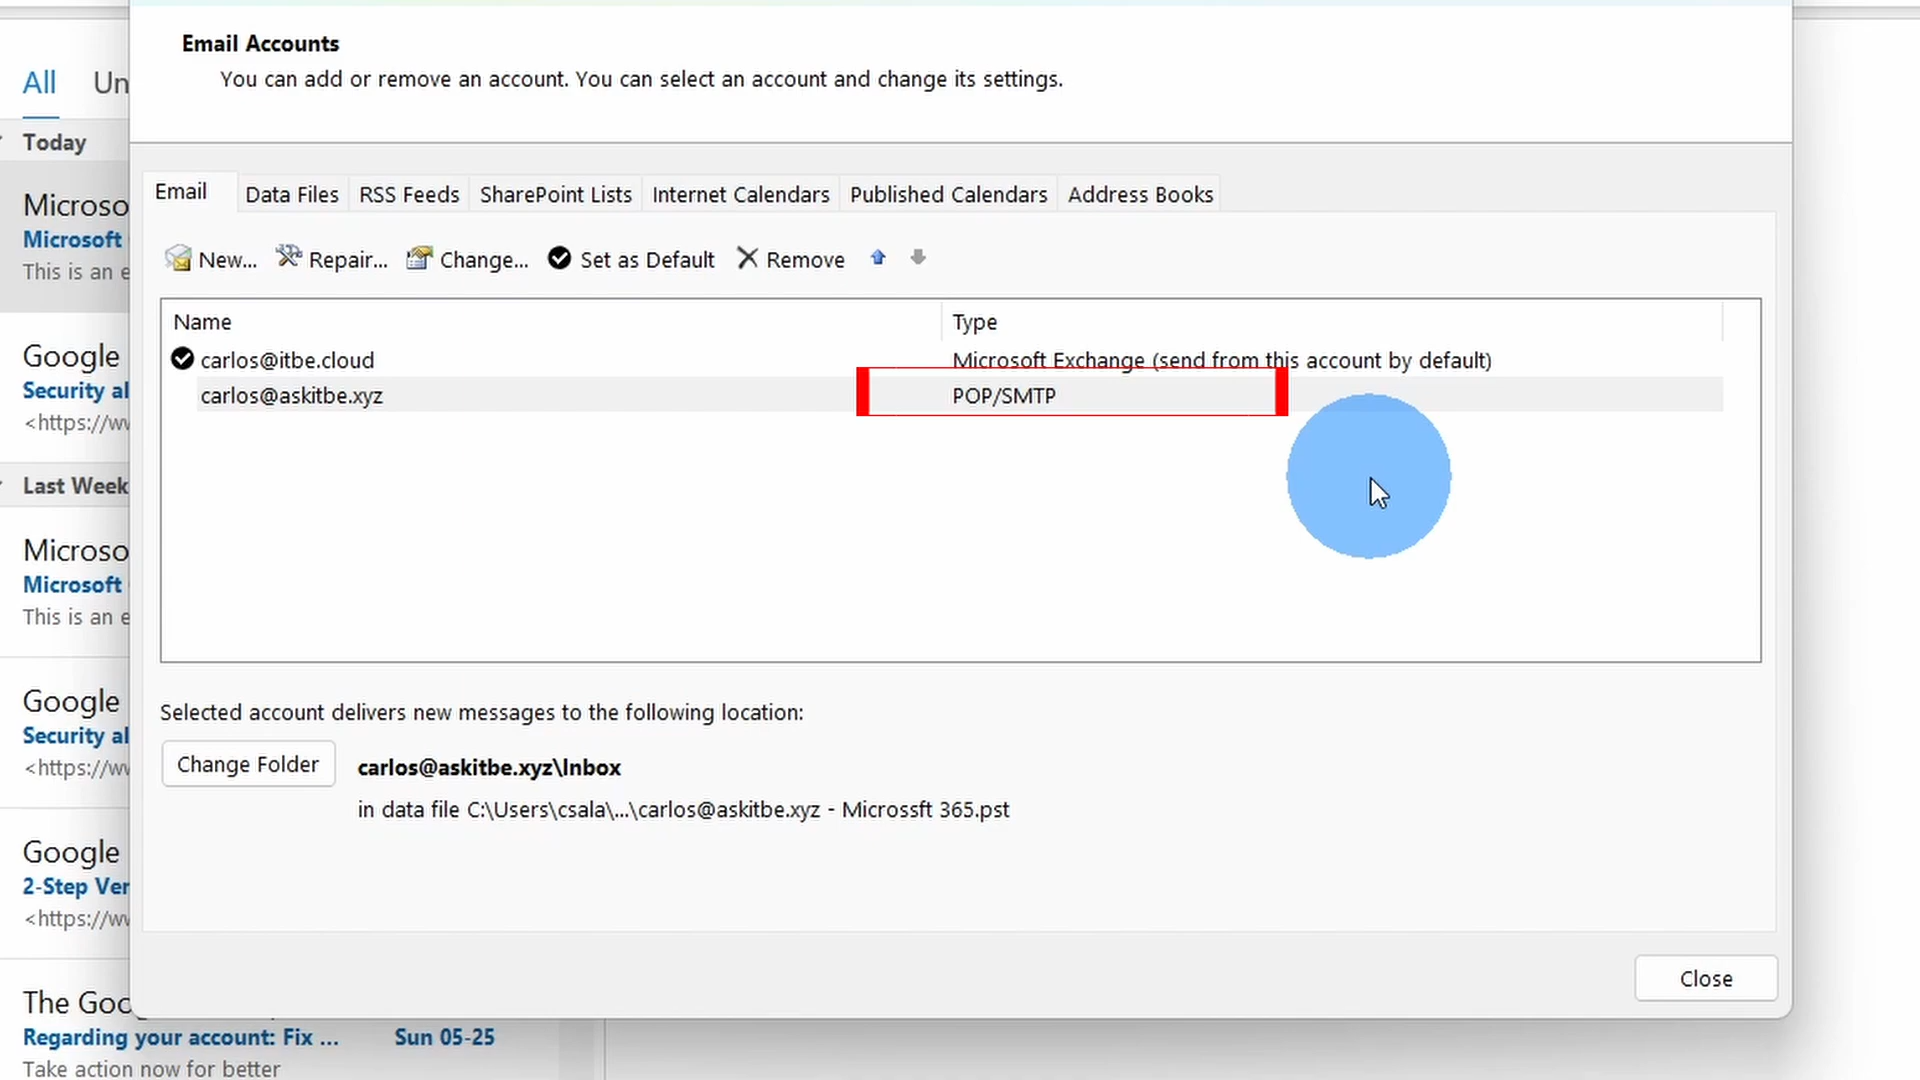 Email Accounts
You can add or remove an account. You can select an account and change its settings.
All Un
Today
Microso
Microsoft
This is an e
Google
Security al
<https://wv
Last Week
Microso
Microsoft
This is an e
Google
Security al
<https://wv
Google
2-Step Ver
<https://wv
The Goo
Regarding your account: Fix ... Sun 05-25
Take action now for better
Email Data Files RSS Feeds SharePoint Lists Internet Calendars Published Calendars Address Books
New... Repair... Change... Set as Default Remove
Name Type
carlos@itbe.cloud Microsoft Exchange (send from this account by default)
carlos@askitbe.xyz POP/SMTP
Selected account delivers new messages to the following location:
Change Folder carlos@askitbe.xyz\Inbox
in data file C:\Users\csala\...\carlos@askitbe.xyz - Microssft 365.pst
Close